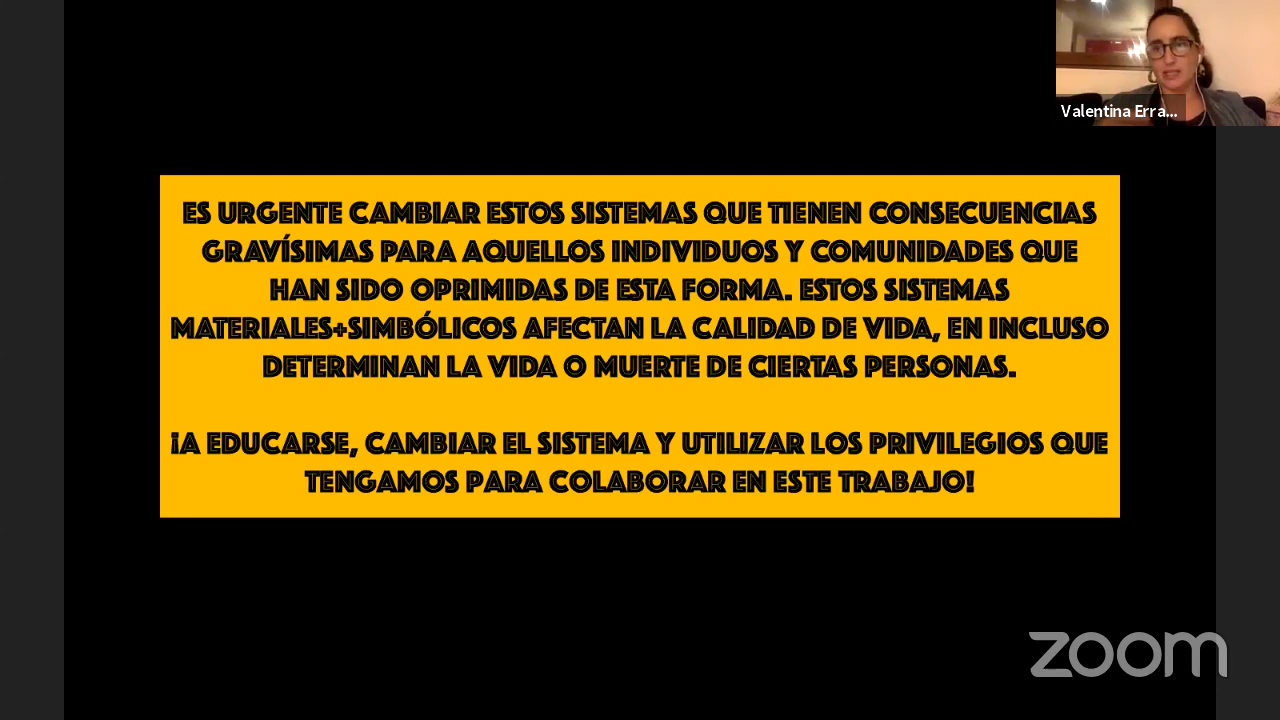 Valentina Erra...
ES URGENTE CAMBIAR ESTOS SISTEMAS QUE TIENEN CONSECUENCIAS
GRAVÍSIMAS PARA AQUELLOS INDIVIDUOS Y COMUNIDADES QUE
HAN SIDO OPRIMIDAS DE ESTA FORMA. ESTOS SISTEMAS
MATERIALES+SIMBÓLICOS AFECTAN LA CALIDAD DE VIDA, EN INCLUSO
DETERMINAN LA VIDA O MUERTE DE CIERTAS PERSONAS.
¡A EDUCARSE, CAMBIAR EL SISTEMA Y UTILIZAR LOS PRIVILEGIOS QUE
TENGAMOS PARA COLABORAR EN ESTE TRABAJO!
zoom